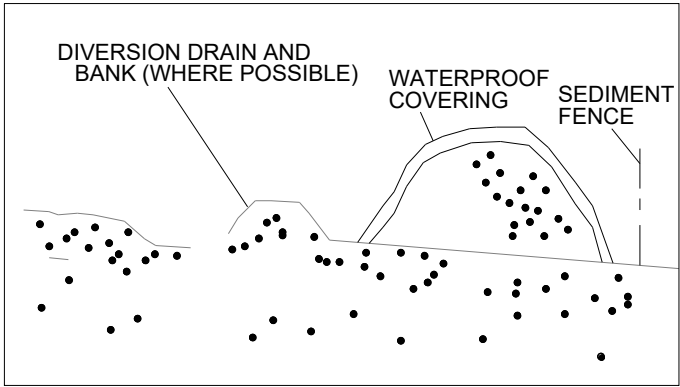 DIVERSION DRAIN AND
BANK (WHERE POSSIBLE)
WATERPROOF
COVERING
SEDIMENT
FENCE